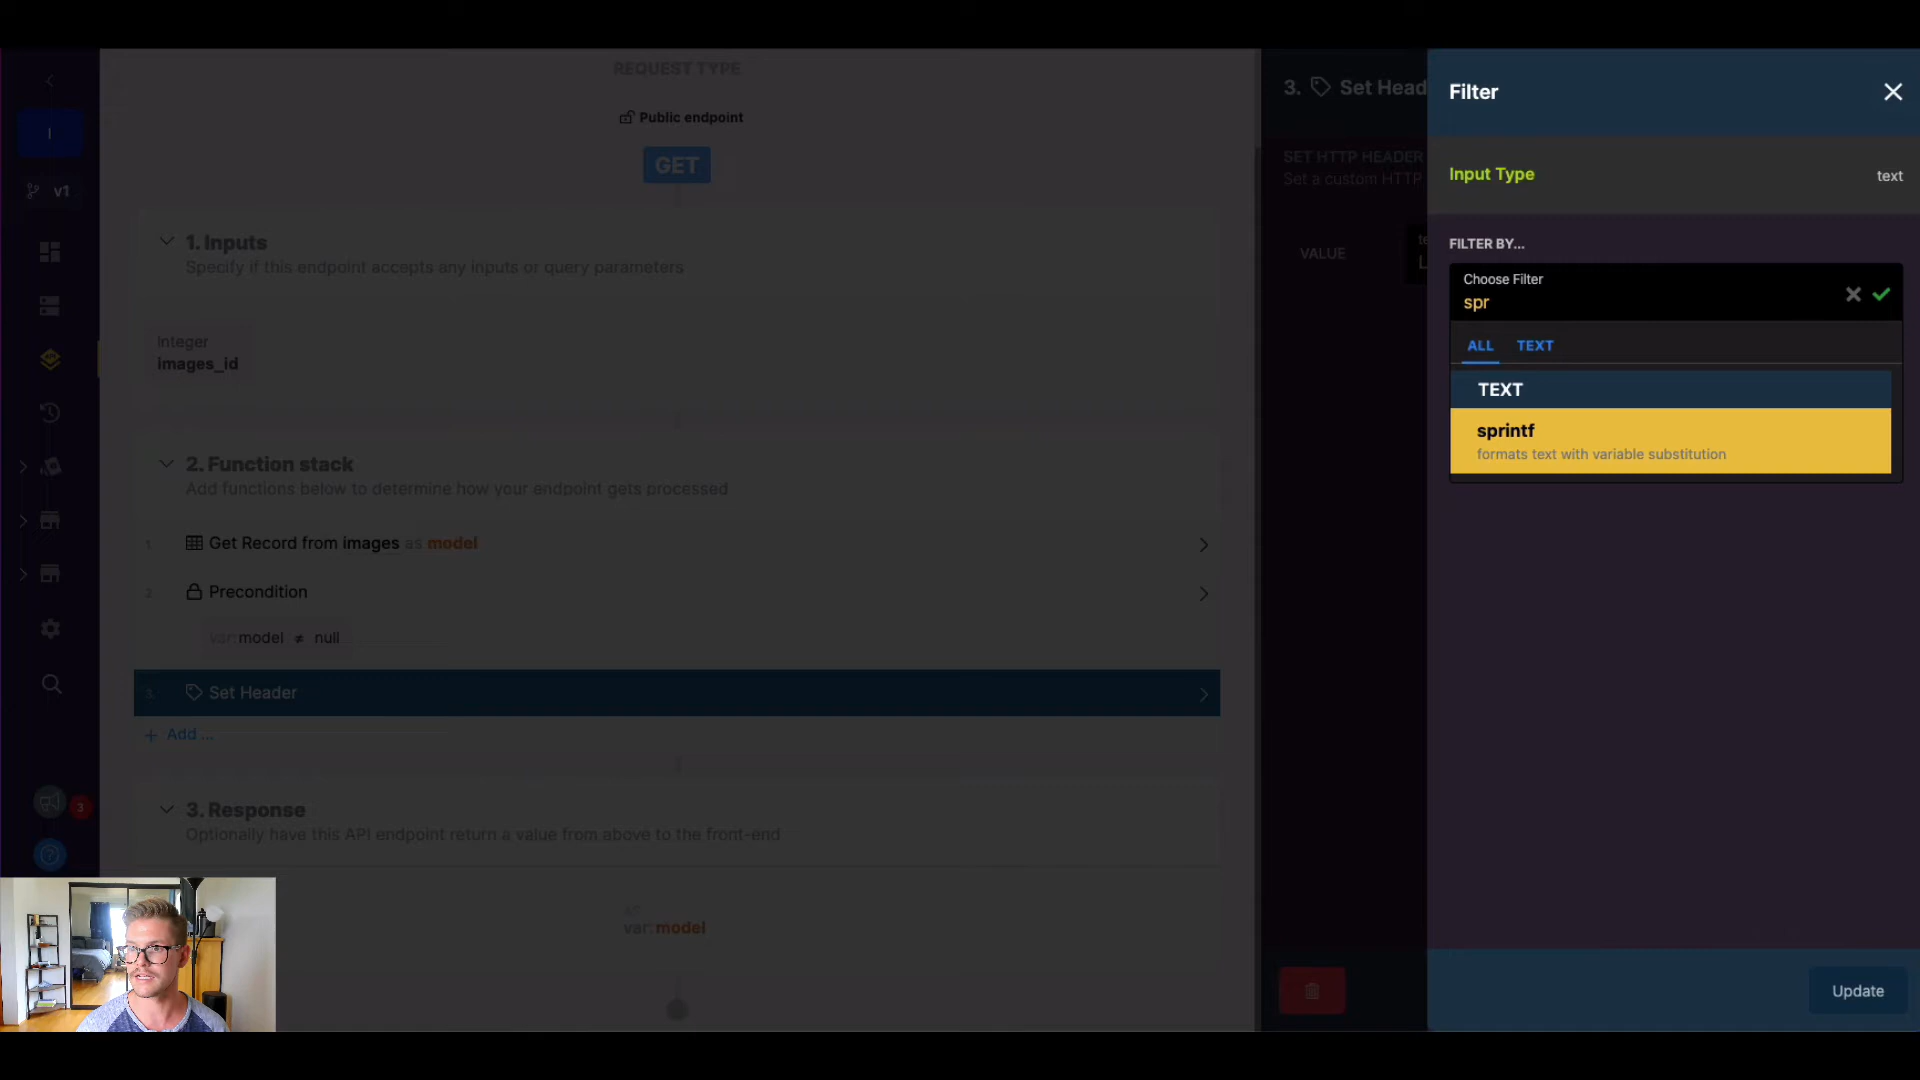 REQUEST TYPE
Public endpoint
GET
v1
1. Inputs
Specify if this endpoint accepts any inputs or query parameters
integer
images_id
2. Function stack
Add functions below to determine how your endpoint gets processed
1 Get Record from images as model
2 Precondition
var: model ≠ null
3. Set Header
+ Add ...
3. Response
Optionally have this API endpoint return a value from above to the front-end
as
var: model
3
3. Set Head
SET HTTP HEADER
Set a custom HTTP
VALUE
te
L
Filter
Input Type
text
FILTER BY...
Choose Filter
spr
ALL TEXT
TEXT
sprintf
formats text with variable substitution
Update